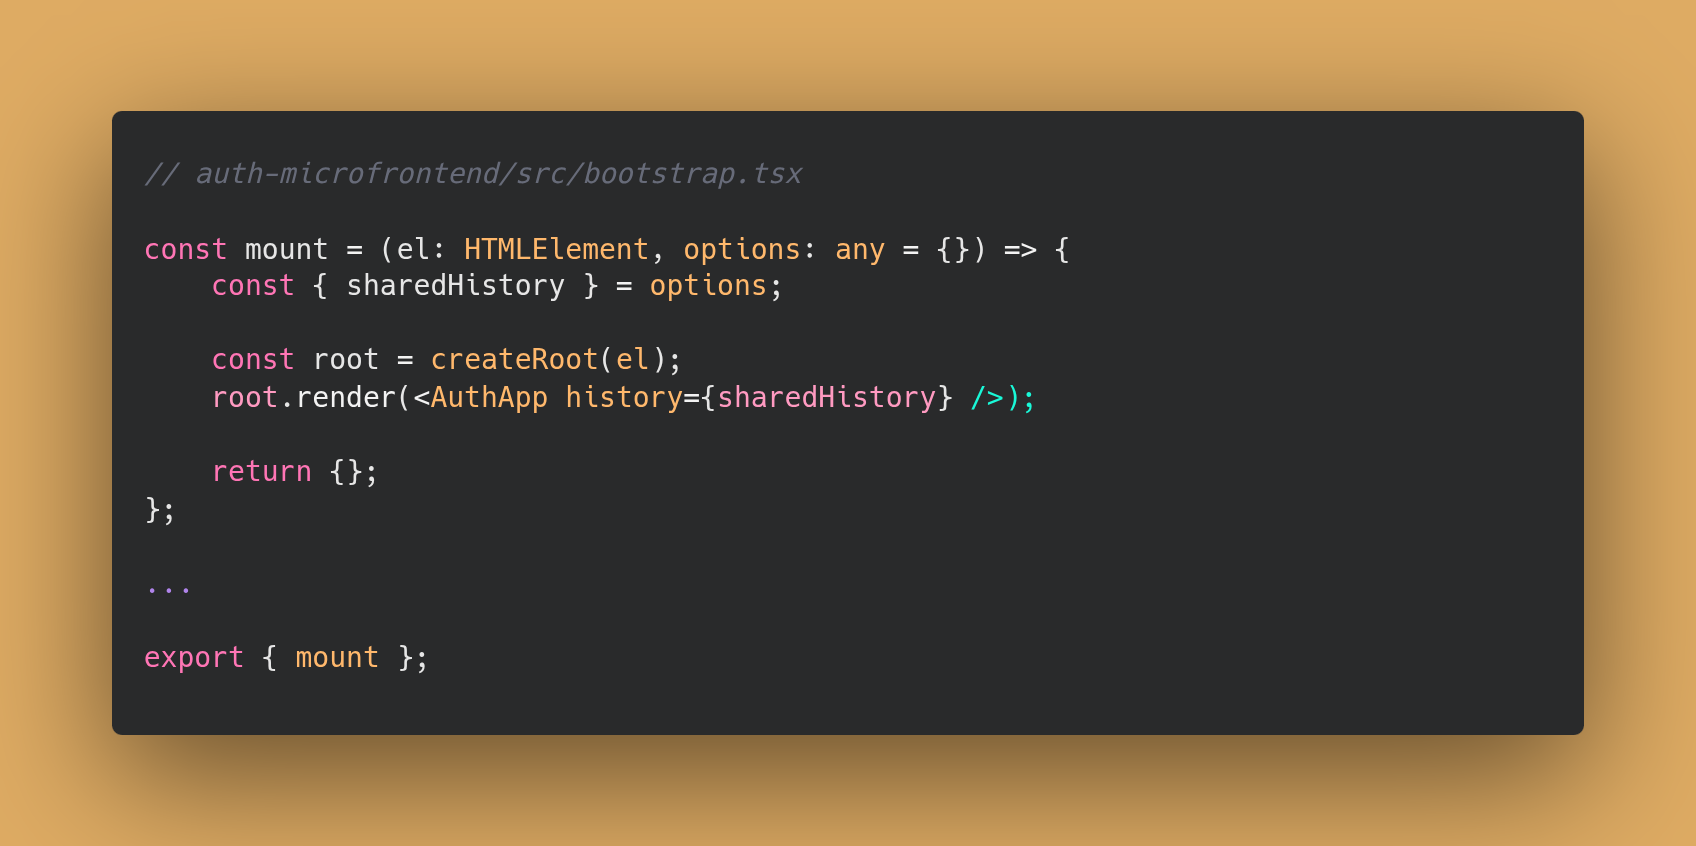 // auth-microfrontend/src/bootstrap.tsx
const mount = (el: HTMLElement, options: any = {}) => {
    const { sharedHistory } = options;
    const root = createRoot(el);
    root.render(<AuthApp history={sharedHistory} />);
    return {};
};
...
export { mount };